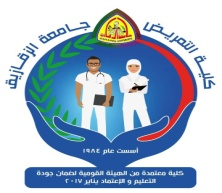 كلية التمريض - جامعة الزقازيق
أسست عام ١٩٨٤
كلية معتمدة من الهيئة القومية لضمان جودة
التعليم و الإعتماد يناير ٢٠١٧